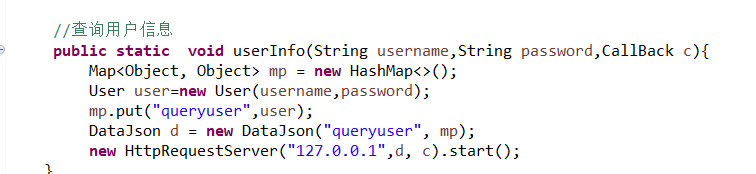 //查询用户信息
public static  void userInfo(String username,String password,CallBack c){
Map<Object, Object> mp = new HashMap<>();
User user=new User(username,password);
mp.put("queryuser",user);
DataJson d = new DataJson("queryuser", mp);
new HttpRequestServer("127.0.0.1",d, c).start();
}